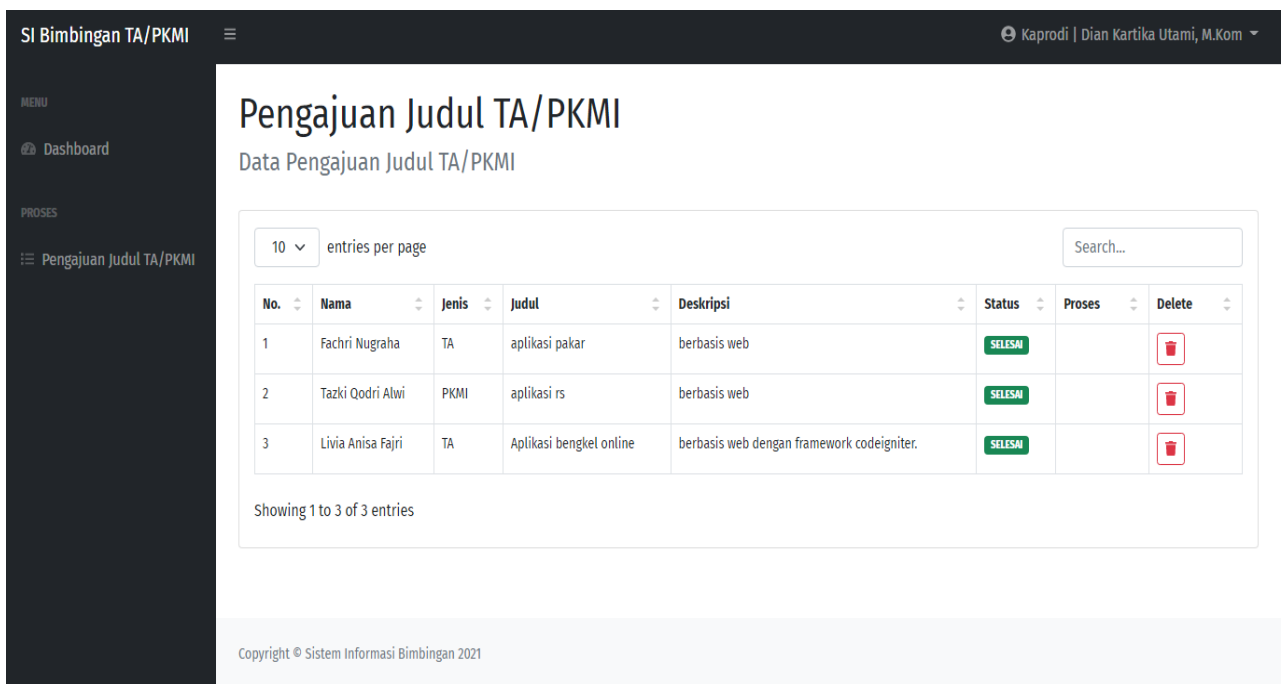 SI Bimbingan TA/PKMI
Kaprodi | Dian Kartika Utami, M.Kom
MENU
Dashboard
PROSES
Pengajuan Judul TA/PKMI
Pengajuan Judul TA/PKMI
Data Pengajuan Judul TA/PKMI
10 entries per page Search...
No. Nama Jenis Judul Deskripsi Status Proses Delete
1 Fachri Nugraha TA aplikasi pakar berbasis web SELESAI
2 Tazki Qodri Alwi PKMI aplikasi rs berbasis web SELESAI
3 Livia Anisa Fajri TA Aplikasi bengkel online berbasis web dengan framework codeigniter. SELESAI
Showing 1 to 3 of 3 entries
Copyright © Sistem Informasi Bimbingan 2021